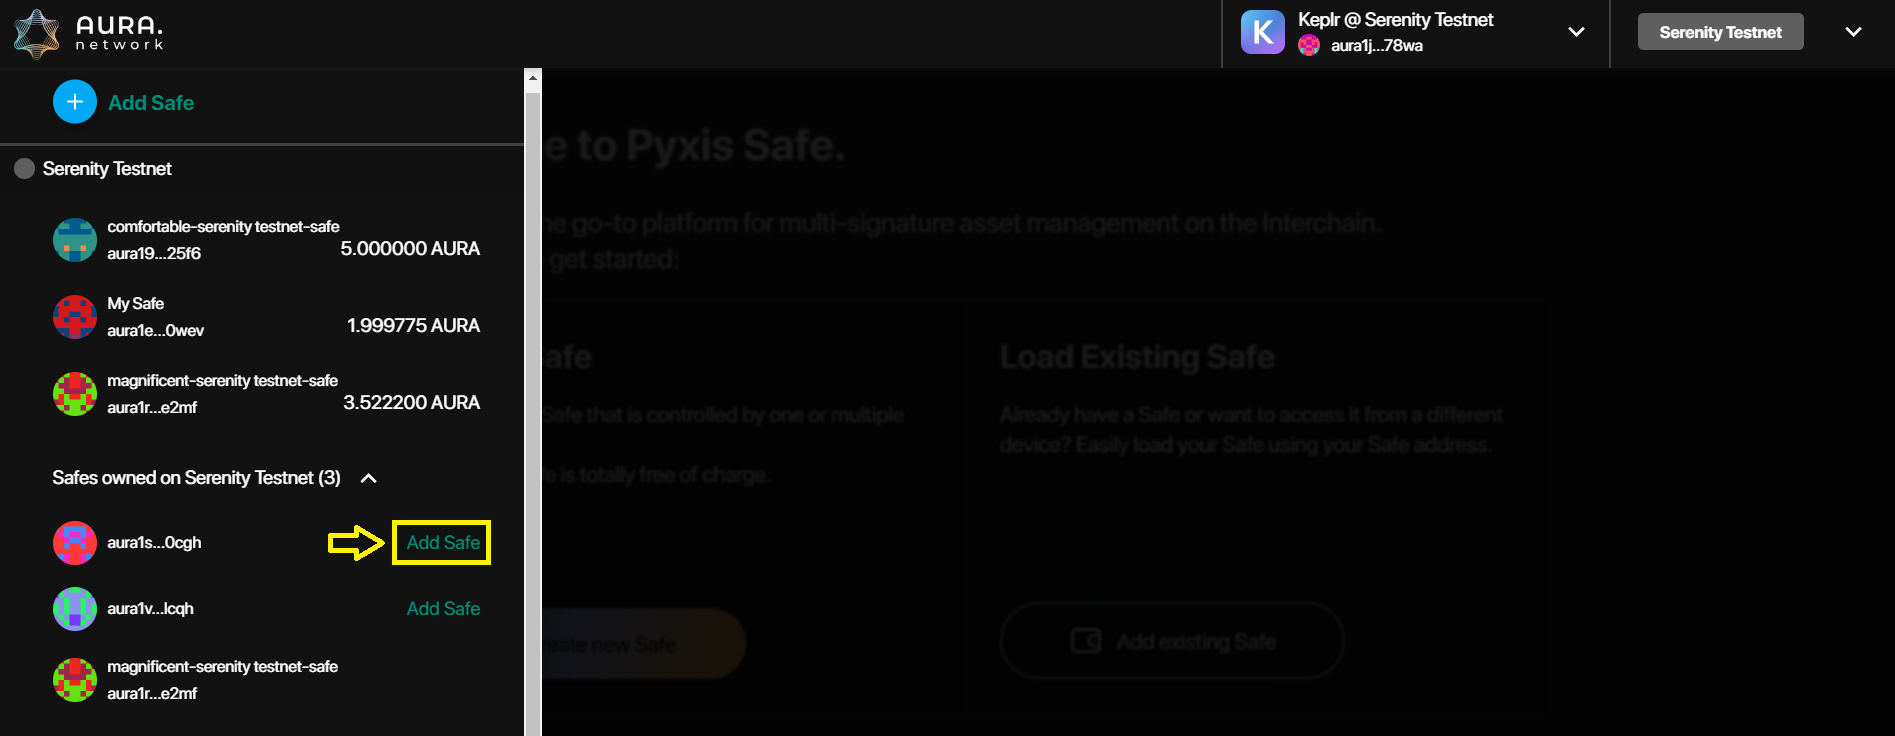 AURA.
network
Keplr @ Serenity Testnet
aura1j...78wa
Serenity Testnet
Add Safe
Serenity Testnet
comfortable-serenity testnet-safe
aura19...25f6
5.000000 AURA
My Safe
aura1e...0wev
1.999775 AURA
magnificent-serenity testnet-safe
aura1r...e2mf
3.522200 AURA
Safes owned on Serenity Testnet (3)
aura1s...0cgh
Add Safe
aura1v...lcqh
Add Safe
magnificent-serenity testnet-safe
aura1r...e2mf
e to Pyxis Safe.
go-to platform for multi-signature asset management on the Interchain.
get started:
afe
Safe that is controlled by one or multiple
e is totally free of charge.
reate new Safe
Load Existing Safe
Already have a Safe or want to access it from a different
device? Easily load your Safe using your Safe address.
Add existing Safe